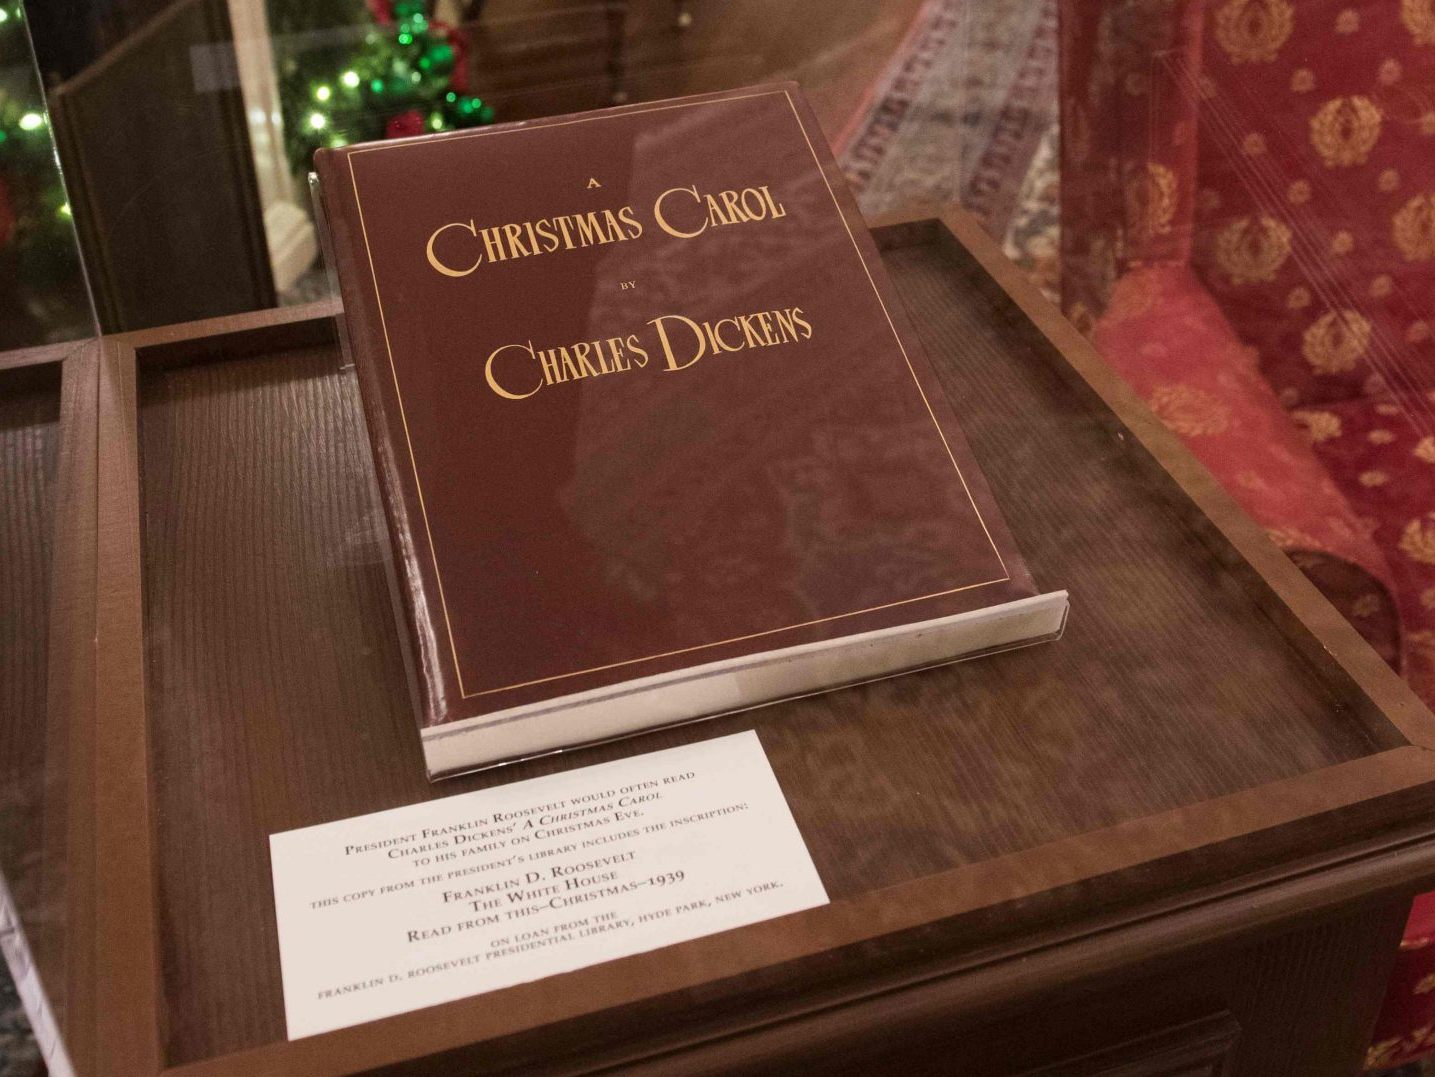 A
CHRISTMAS CAROL
BY
CHARLES DICKENS
PRESIDENT FRANKLIN ROOSEVELT WOULD OFTEN READ
CHARLES DICKENS' A CHRISTMAS CAROL
TO HIS FAMILY ON CHRISTMAS EVE.
THIS COPY FROM THE PRESIDENT'S LIBRARY INCLUDES THE INSCRIPTION:
FRANKLIN D. ROOSEVELT
THE WHITE HOUSE
READ FROM THIS—CHRISTMAS—1939
ON LOAN FROM THE
FRANKLIN D. ROOSEVELT PRESIDENTIAL LIBRARY, HYDE PARK, NEW YORK.